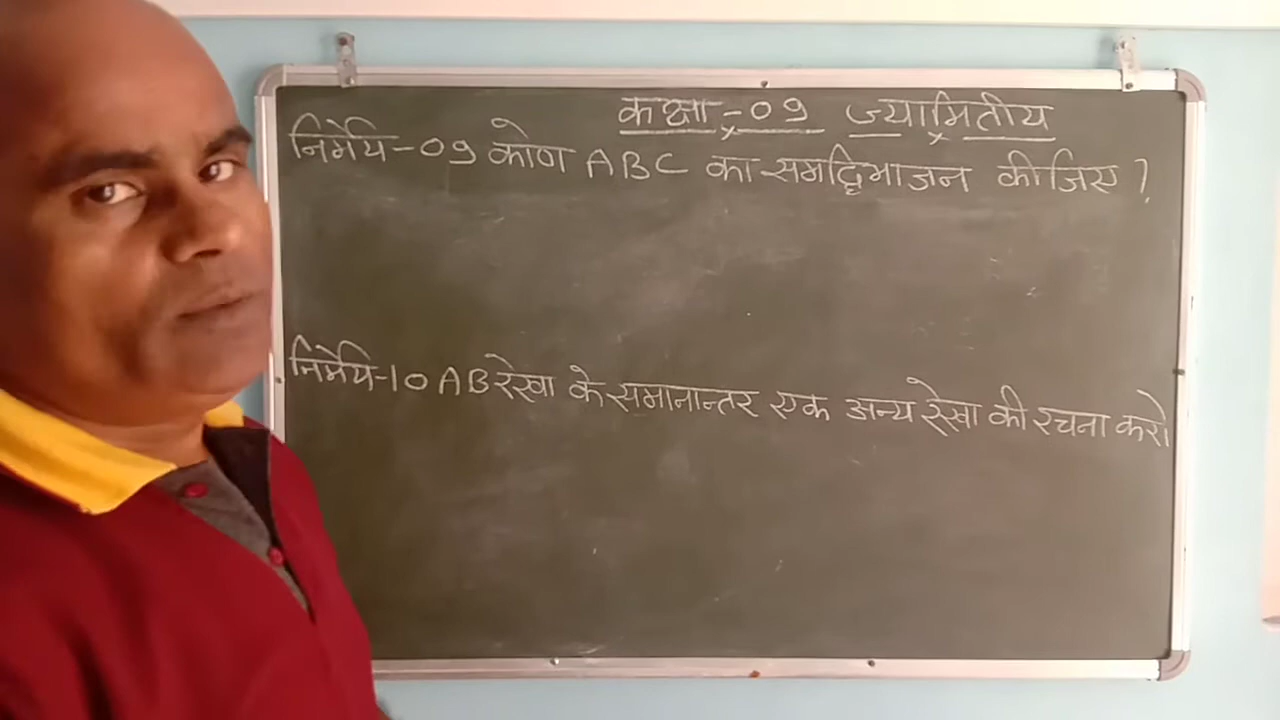 कक्षा-09 ज्यामितीय
निर्मेय-09 कोण ABC का समद्विभाजन कीजिए ?
निर्मेय-10 AB रेखा के समानान्तर एक अन्य रेखा की रचना करो